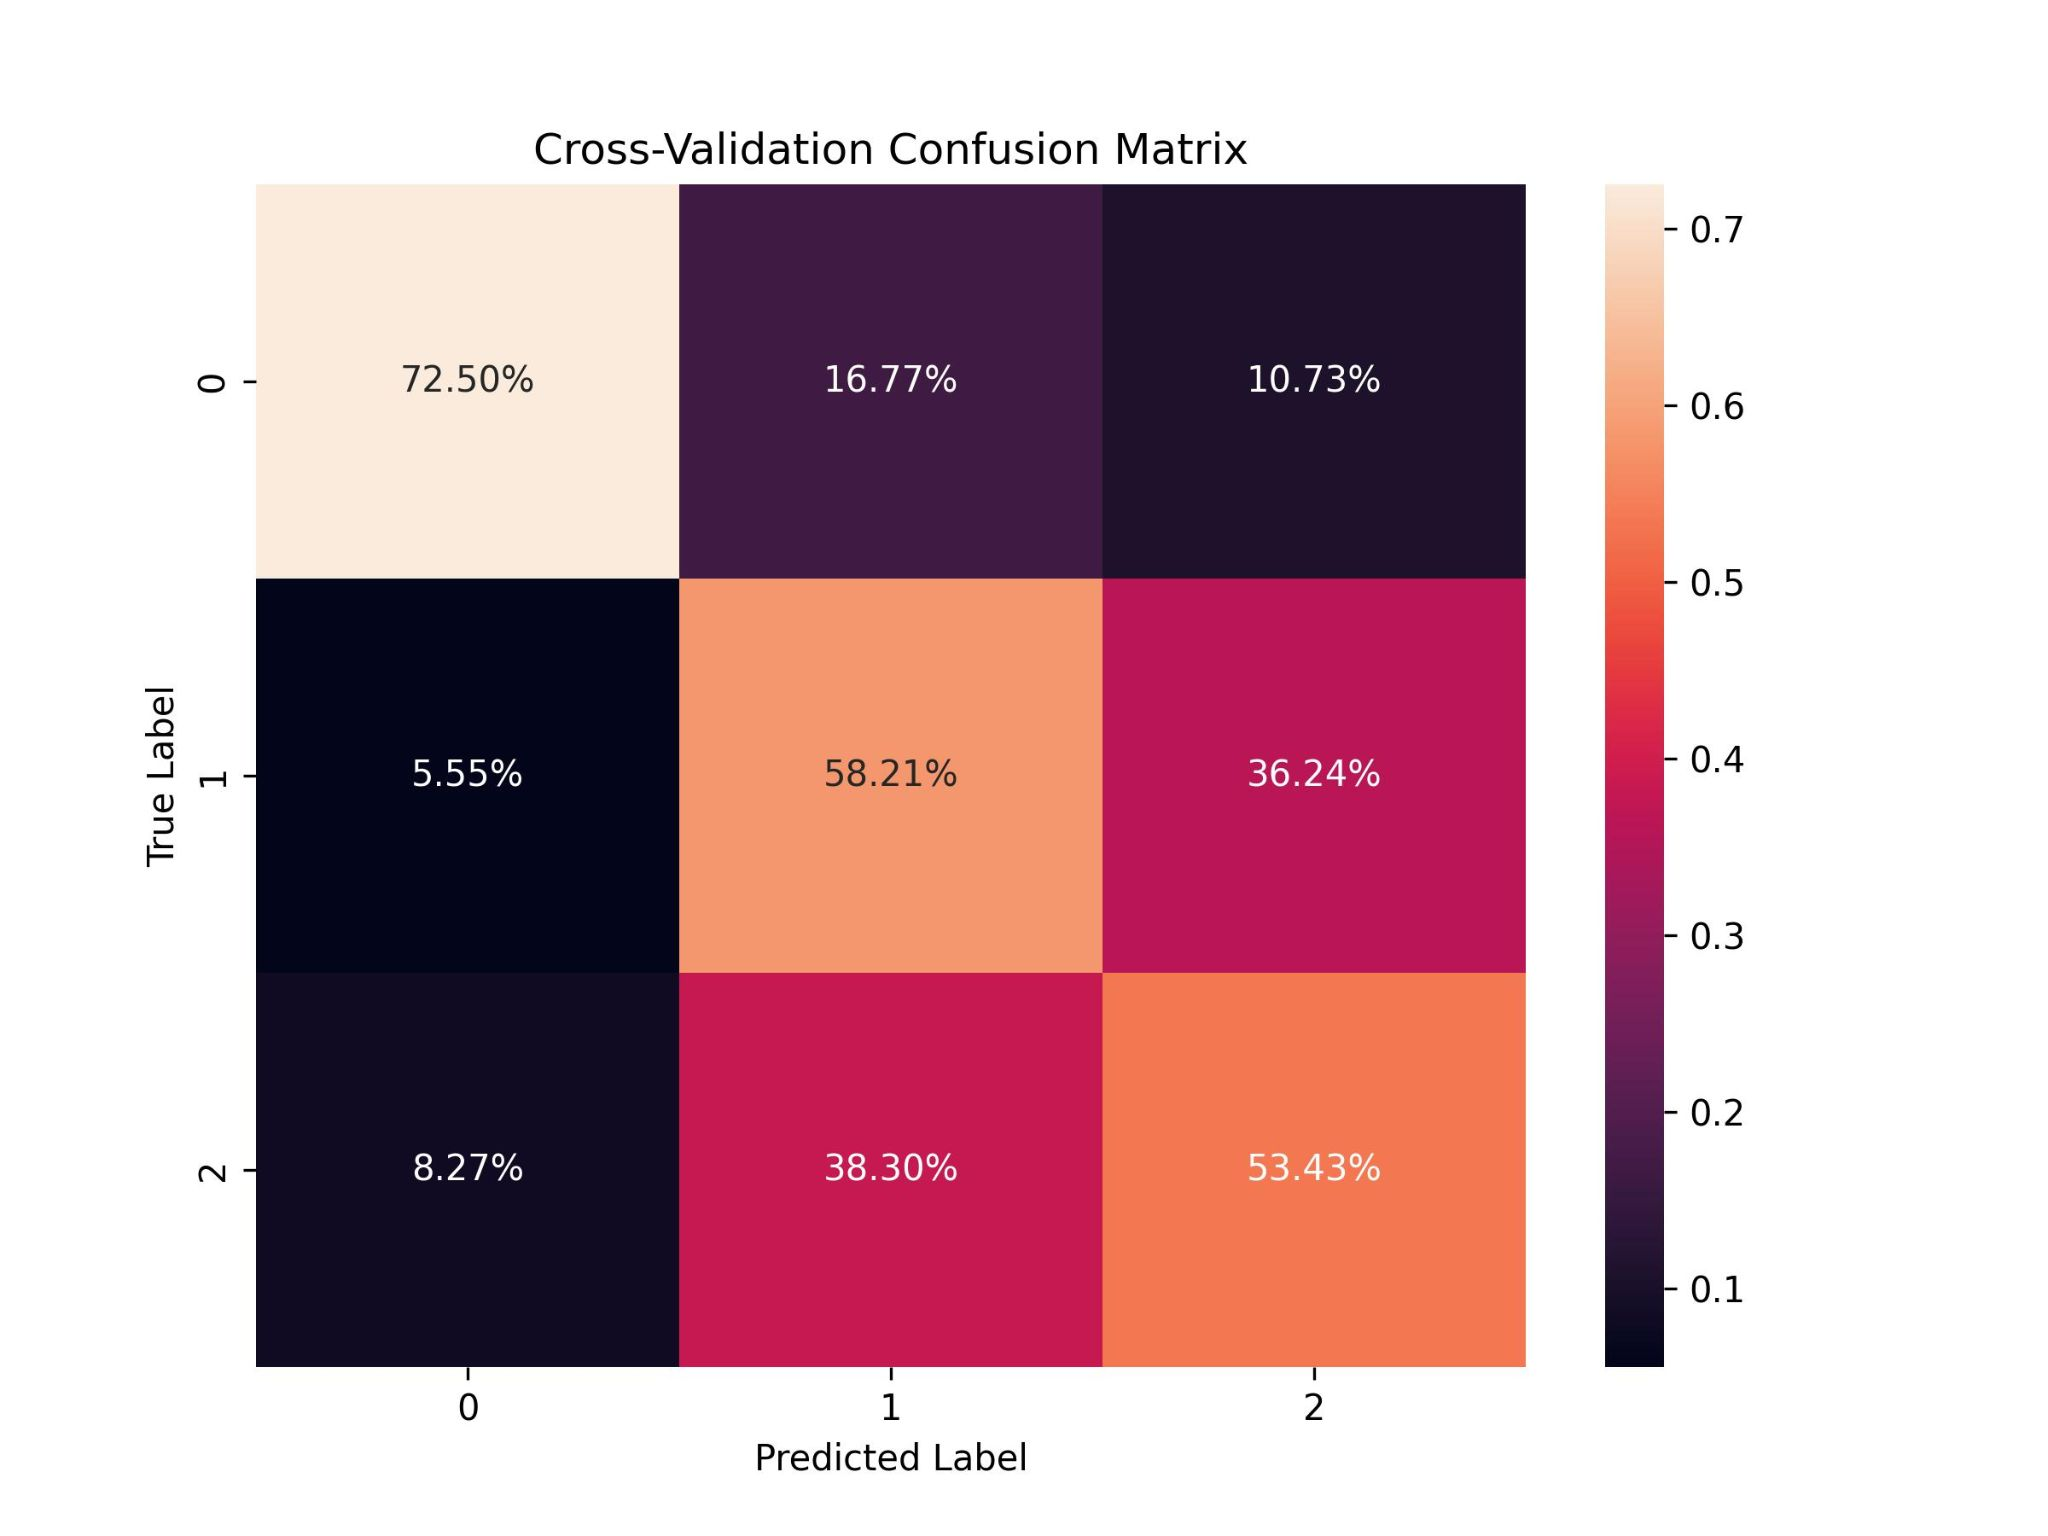 Cross-Validation Confusion Matrix
True Label
0
72.50% 16.77% 10.73%
1
5.55% 58.21% 36.24%
2
8.27% 38.30% 53.43%
0 1 2
Predicted Label
0.7
0.6
0.5
0.4
0.3
0.2
0.1